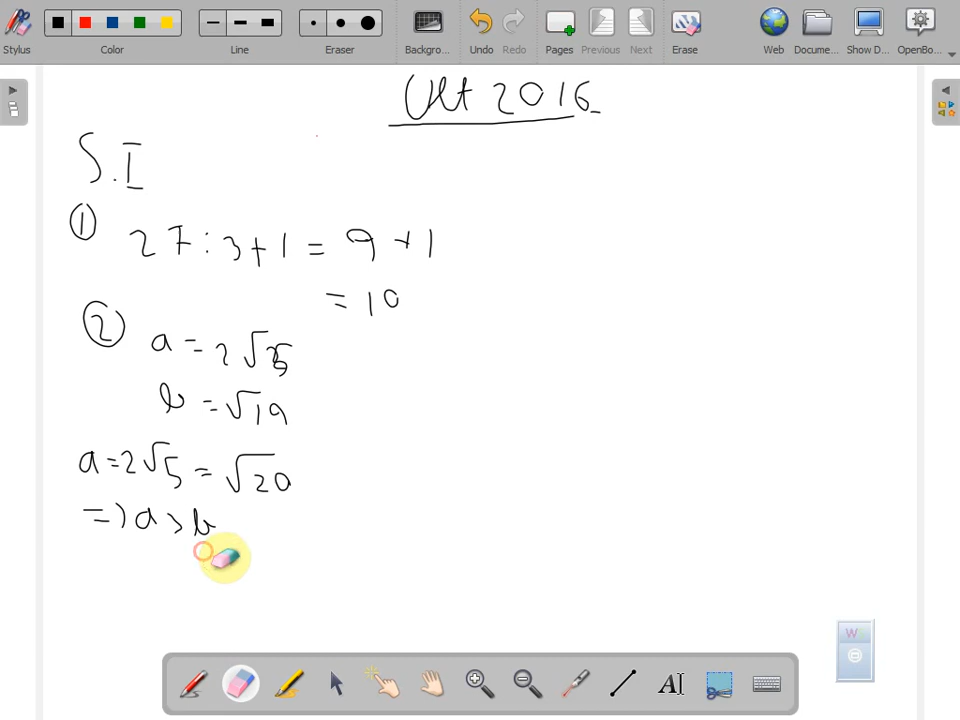 Stylus Color Line Eraser Backgro... Undo Redo Pages Previous Next Erase Web Docume... Show D... OpenBo...
2016
S.I
① 27:3+1 = 9+1
= 10
② a = 2√5
b = √19
a = 2√5 = √20
=> a > b